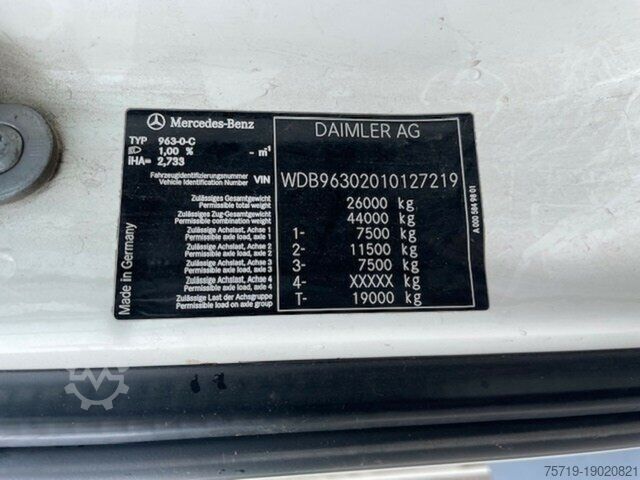 Mercedes-Benz
DAIMLER AG
TYP 963-0-C
1,00 % - m⁻¹
iHA= 2,733
Fahrzeugidentifizierungsnummer
Vehicle Identification Number VIN WDB96302010127219
Zulässiges Gesamtgewicht
Permissible total weight 26000 kg
Zulässiges Zug-Gesamtgewicht
Permissible combination weight 44000 kg
Zulässige Achslast, Achse 1
Permissible axle load, axle 1 1- 7500 kg
Zulässige Achslast, Achse 2
Permissible axle load, axle 2 2- 11500 kg
Zulässige Achslast, Achse 3
Permissible axle load, axle 3 3- 7500 kg
Zulässige Achslast, Achse 4
Permissible axle load, axle 4 4- XXXXX kg
Zulässige Last der Achsgruppe
Permissible load on axle group T- 19000 kg
Made in Germany
A 000 584 98 01
75719-19020821